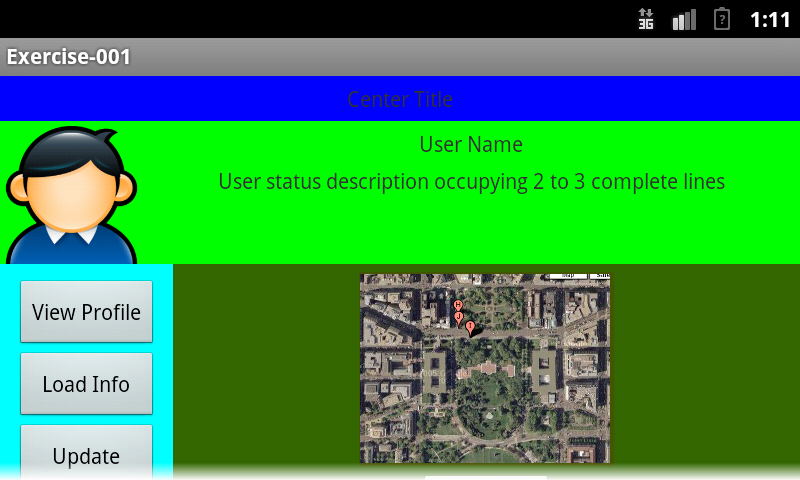 3G
?
1:11
Exercise-001
Center Title
User Name
User status description occupying 2 to 3 complete lines
View Profile
Load Info
Update
H
J